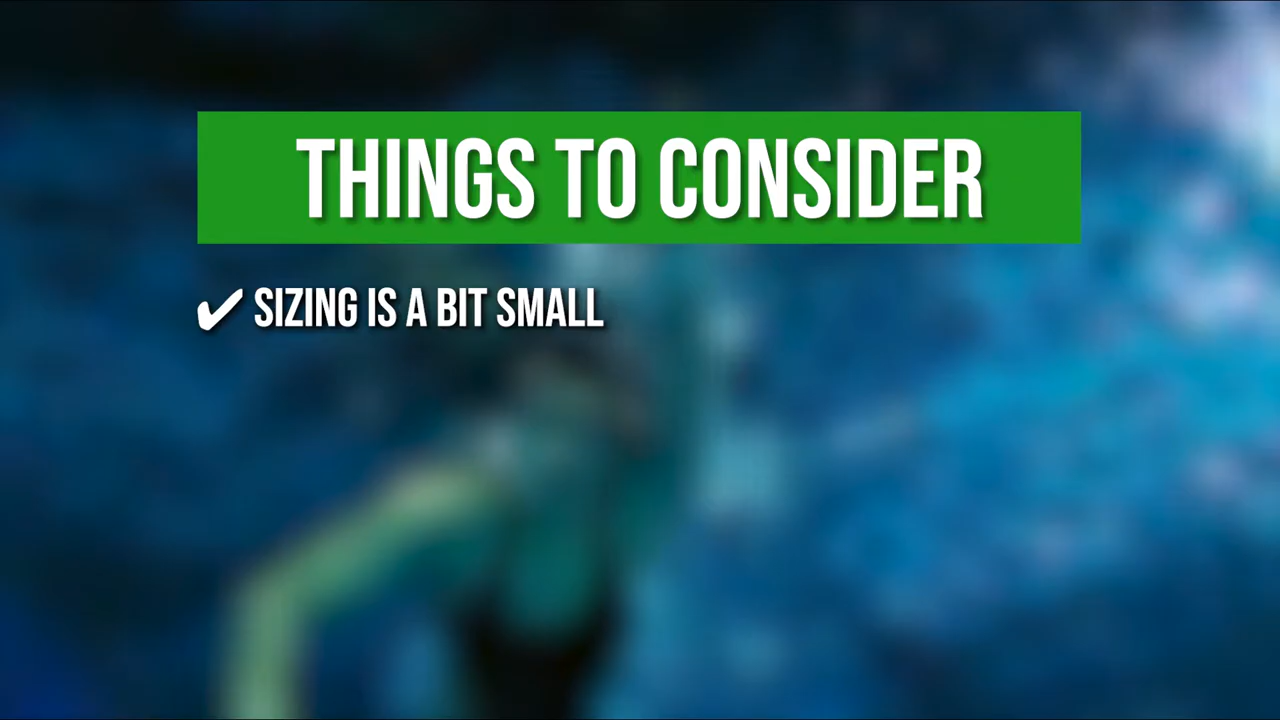 THINGS TO CONSIDER
✔ SIZING IS A BIT SMALL